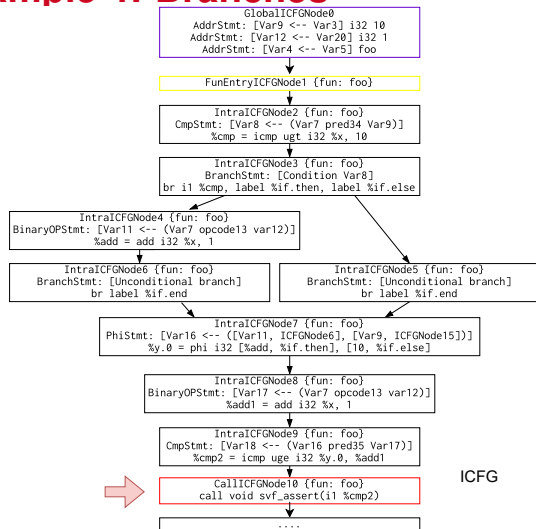 GlobalICFGNode0
AddrStmt: [Var9 <-- Var3] i32 10
AddrStmt: [Var12 <-- Var20] i32 1
AddrStmt: [Var4 <-- Var5] foo
FunEntryICFGNode1 {fun: foo}
IntraICFGNode2 {fun: foo}
CmpStmt: [Var8 <-- (Var7 pred34 Var9)]
%cmp = icmp ugt i32 %x, 10
IntraICFGNode3 {fun: foo}
BranchStmt: [Condition Var8]
br i1 %cmp, label %if.then, label %if.else
IntraICFGNode4 {fun: foo}
BinaryOPStmt: [Var11 <-- (Var7 opcode13 var12)]
%add = add i32 %x, 1
IntraICFGNode6 {fun: foo}
BranchStmt: [Unconditional branch]
br label %if.end
IntraICFGNode5 {fun: foo}
BranchStmt: [Unconditional branch]
br label %if.end
IntraICFGNode7 {fun: foo}
PhiStmt: [Var16 <-- ([Var11, ICFGNode6], [Var9, ICFGNode15])]
%y.0 = phi i32 [%add, %if.then], [10, %if.else]
IntraICFGNode8 {fun: foo}
BinaryOPStmt: [Var17 <-- (Var7 opcode13 var12)]
%add1 = add i32 %x, 1
IntraICFGNode9 {fun: foo}
CmpStmt: [Var18 <-- (Var16 pred35 Var17)]
%cmp2 = icmp uge i32 %y.0, %add1
ICFG
CallICFGNode10 {fun: foo}
call void svf_assert(i1 %cmp2)
....